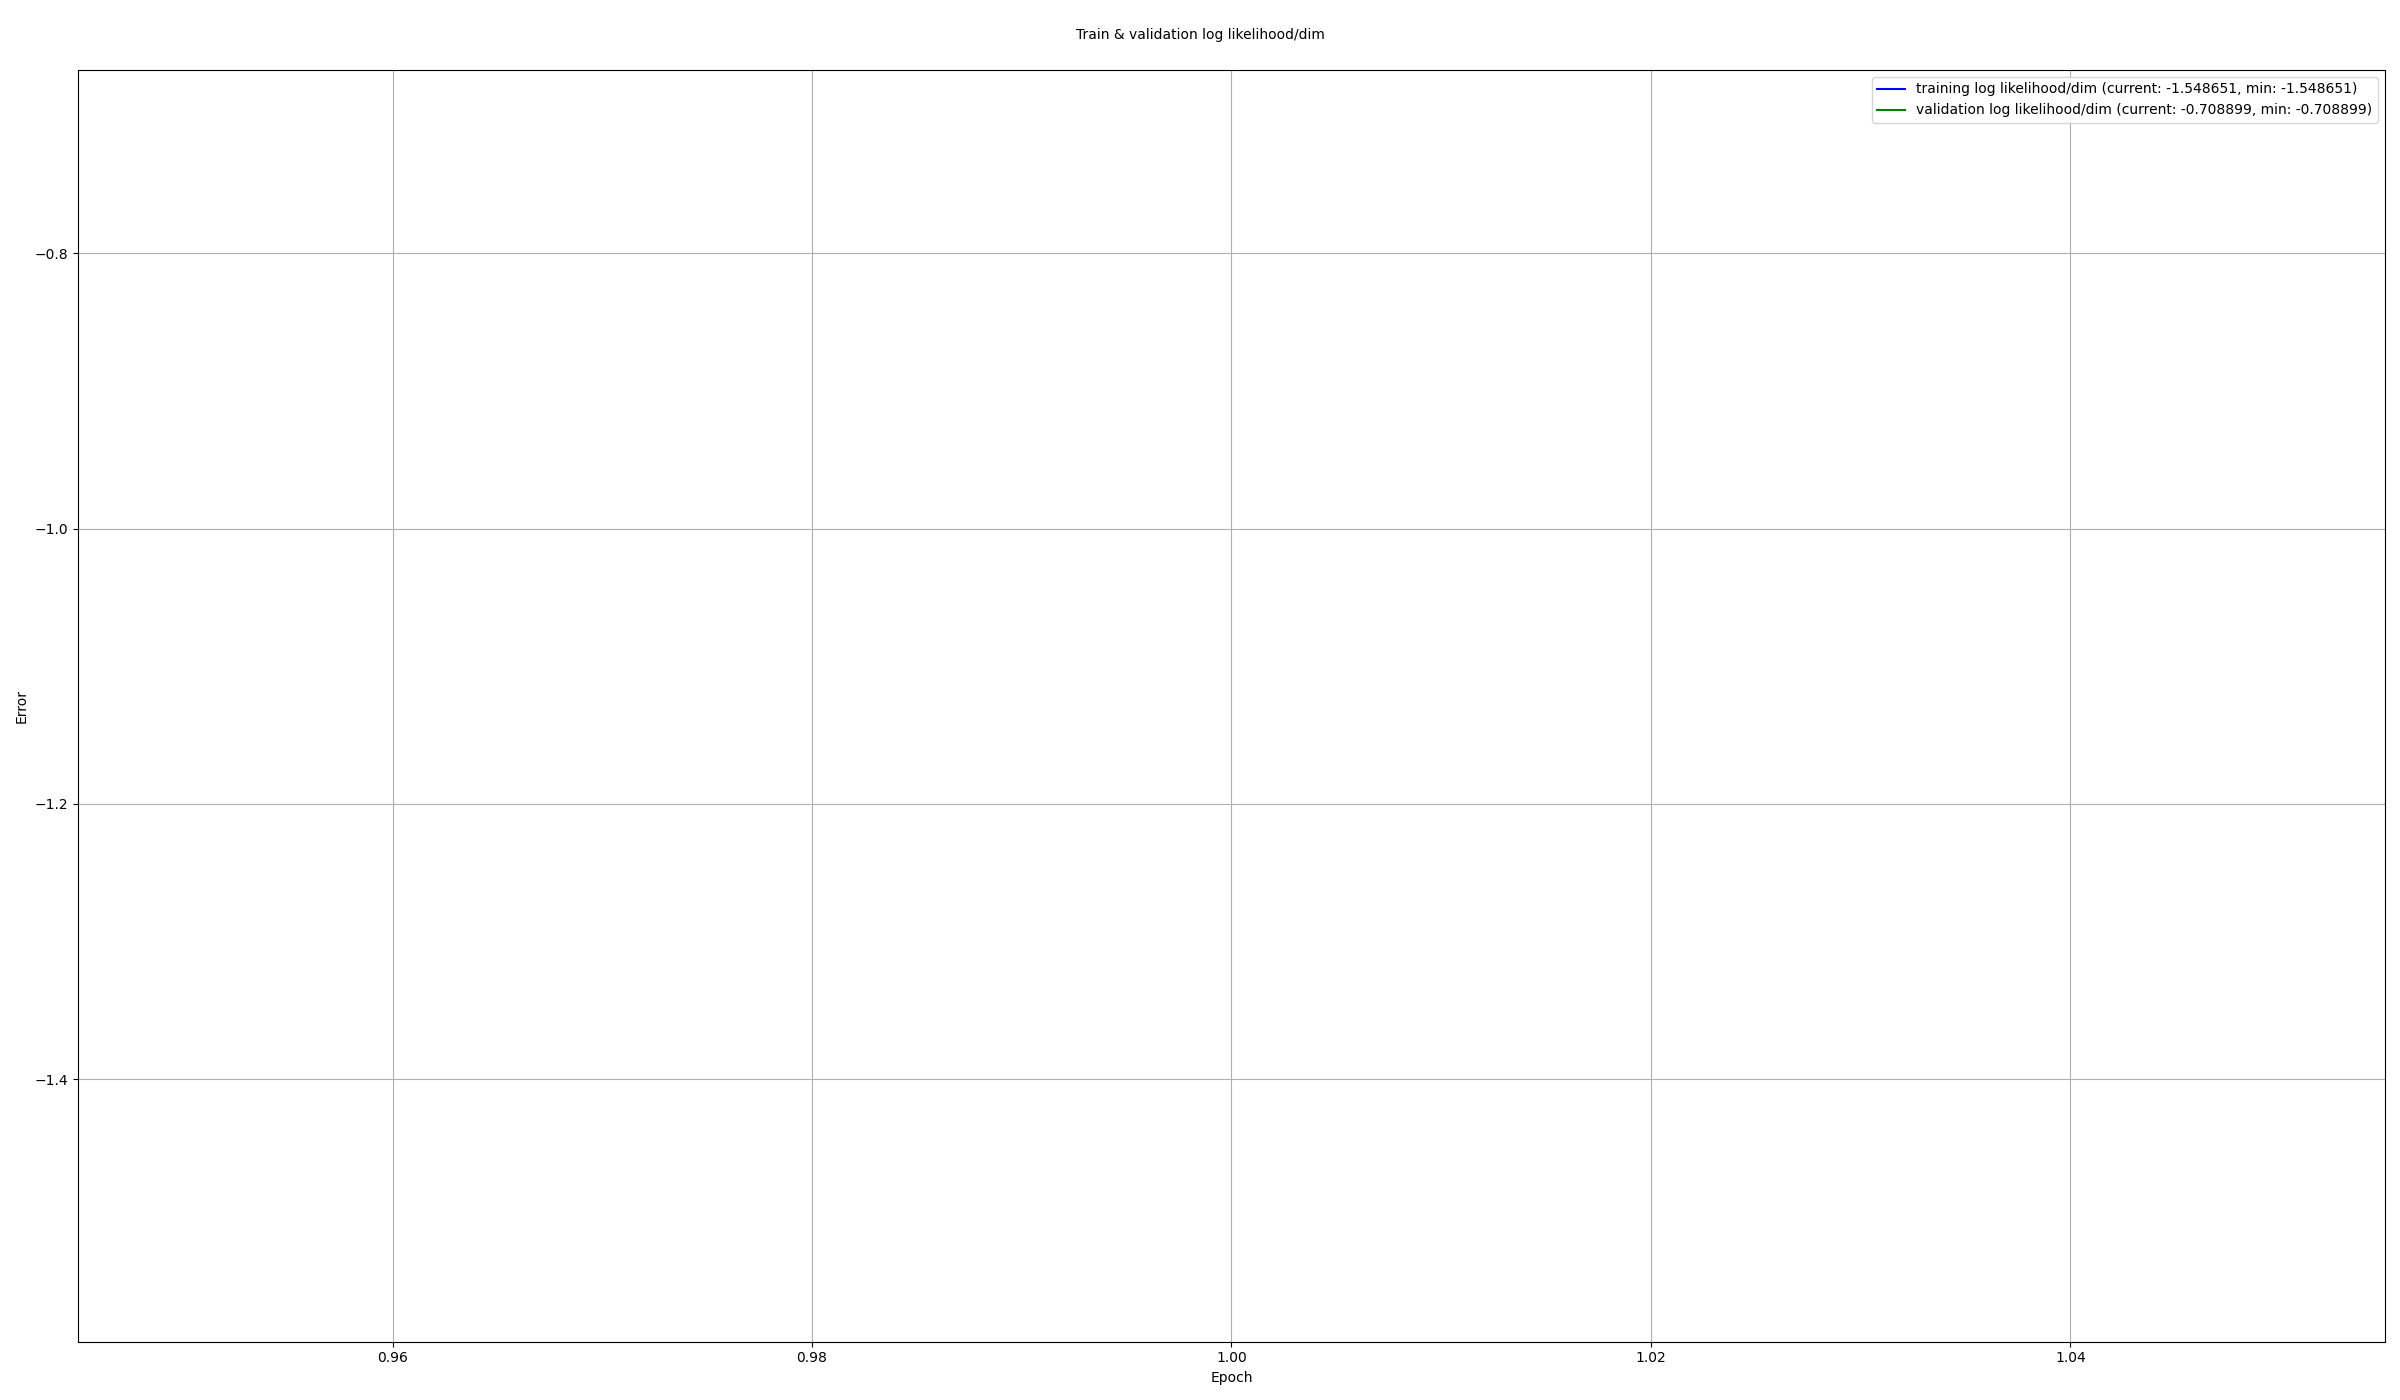 Train & validation log likelihood/dim
training log likelihood/dim (current: -1.548651, min: -1.548651)
validation log likelihood/dim (current: -0.708899, min: -0.708899)
−0.8
−1.0
−1.2
−1.4
Error
0.96
0.98
1.00
1.02
1.04
Epoch